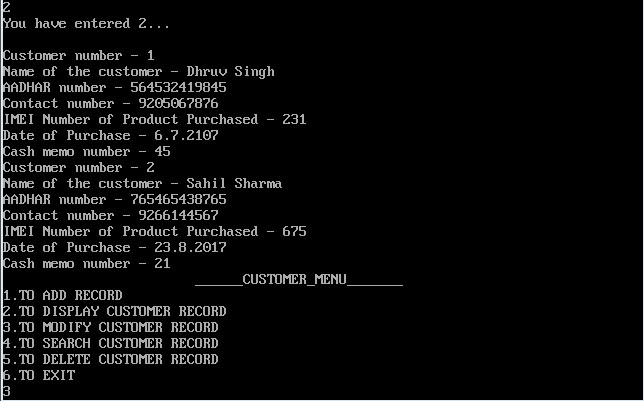 2
You have entered 2...
Customer number - 1
Name of the customer - Dhruv Singh
AADHAR number - 564532419845
Contact number - 9205067876
IMEI Number of Product Purchased - 231
Date of Purchase - 6.7.2107
Cash memo number - 45
Customer number - 2
Name of the customer - Sahil Sharma
AADHAR number - 765465438765
Contact number - 9266144567
IMEI Number of Product Purchased - 675
Date of Purchase - 23.8.2017
Cash memo number - 21
______CUSTOMER_MENU_______
1.TO ADD RECORD
2.TO DISPLAY CUSTOMER RECORD
3.TO MODIFY CUSTOMER RECORD
4.TO SEARCH CUSTOMER RECORD
5.TO DELETE CUSTOMER RECORD
6.TO EXIT
3